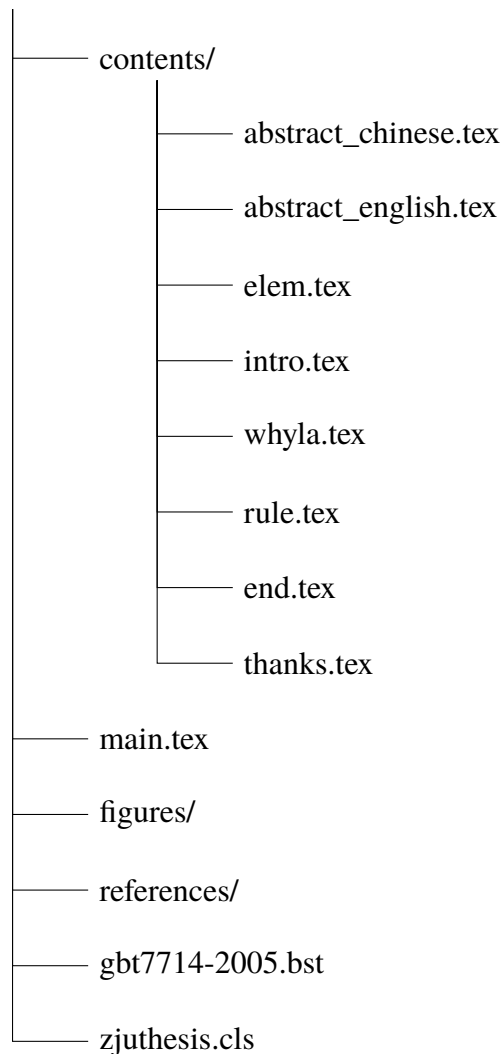 contents/
abstract_chinese.tex
abstract_english.tex
elem.tex
intro.tex
whyla.tex
rule.tex
end.tex
thanks.tex
main.tex
figures/
references/
gbt7714-2005.bst
zjuthesis.cls